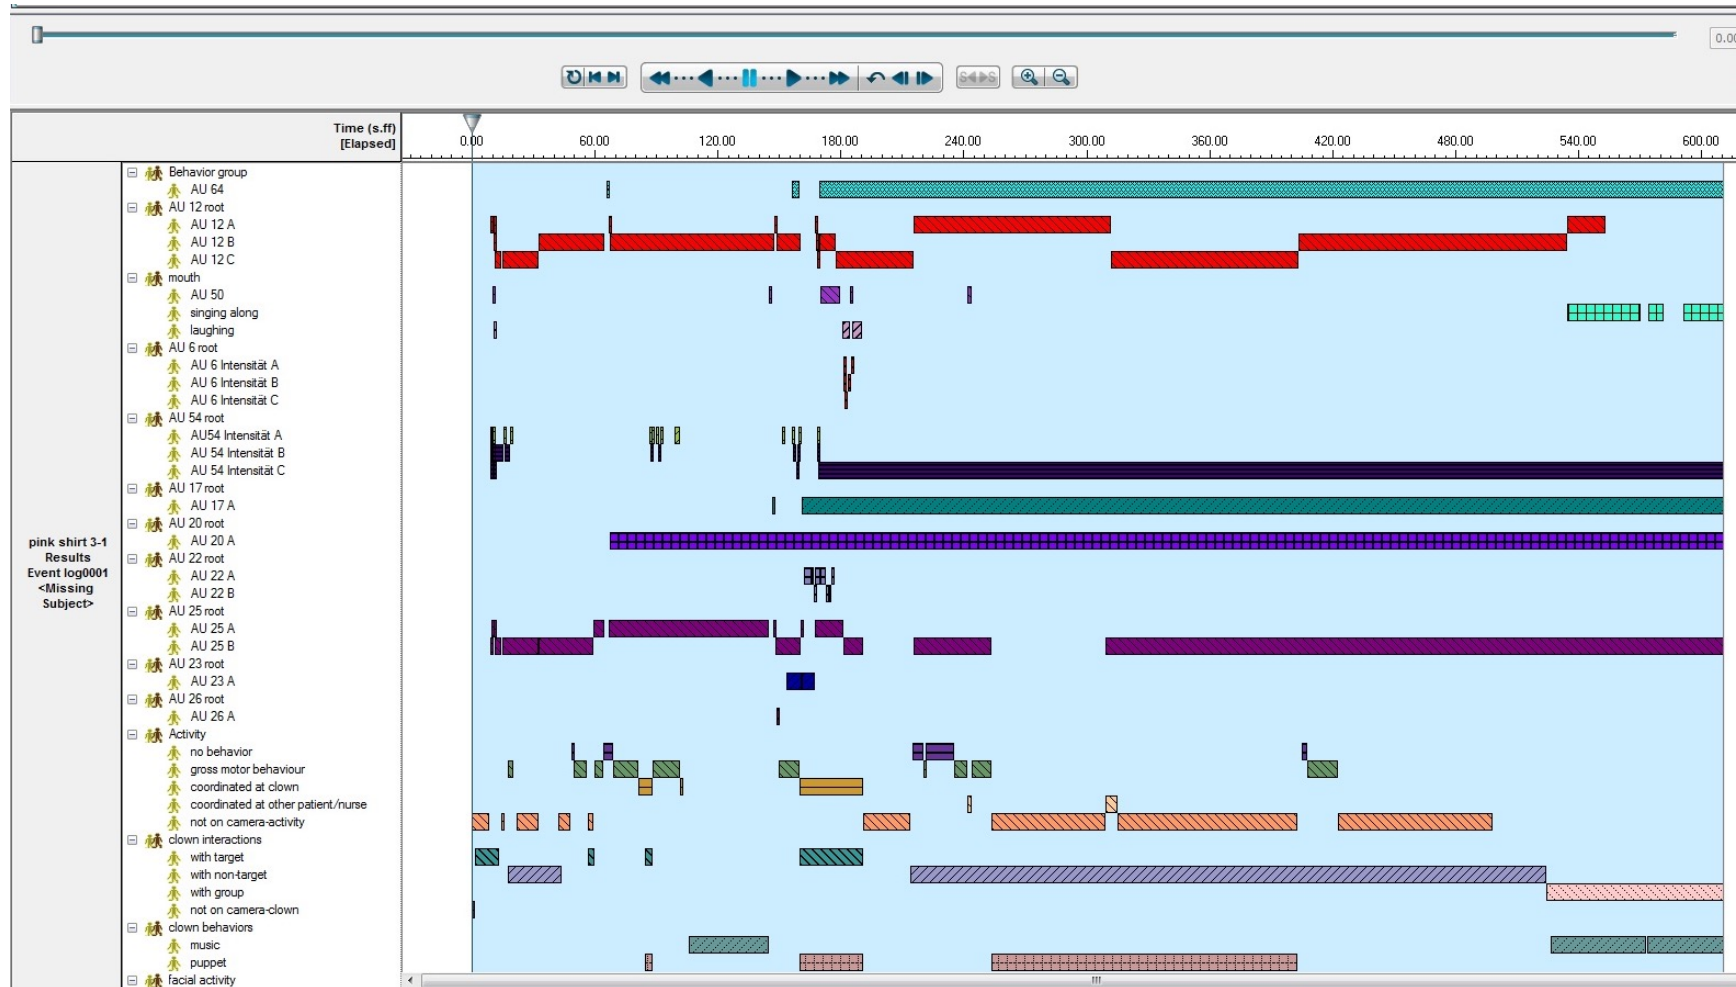 0.00
S S
Time (s.ff)
[Elapsed]
0.00 60.00 120.00 180.00 240.00 300.00 360.00 420.00 480.00 540.00 600.00
pink shirt 3-1
Results
Event log0001
<Missing
Subject>
Behavior group
AU 64
AU 12 root
AU 12 A
AU 12 B
AU 12 C
mouth
AU 50
singing along
laughing
AU 6 root
AU 6 Intensität A
AU 6 Intensität B
AU 6 Intensität C
AU 54 root
AU54 Intensität A
AU 54 Intensität B
AU 54 Intensität C
AU 17 root
AU 17 A
AU 20 root
AU 20 A
AU 22 root
AU 22 A
AU 22 B
AU 25 root
AU 25 A
AU 25 B
AU 23 root
AU 23 A
AU 26 root
AU 26 A
Activity
no behavior
gross motor behaviour
coordinated at clown
coordinated at other patient/nurse
not on camera-activity
clown interactions
with target
with non-target
with group
not on camera-clown
clown behaviors
music
puppet
facial activity